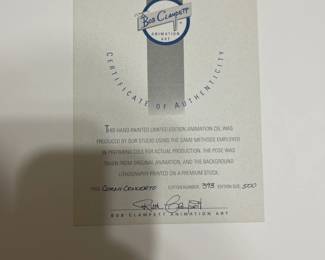 BOB CLAMPETT
ANIMATION
ART
CERTIFICATE OF AUTHENTICITY
THIS HAND-PAINTED LIMITED EDITION ANIMATION CEL WAS
PRODUCED BY OUR STUDIO USING THE SAME METHODS EMPLOYED
IN PREPARING CELS FOR ACTUAL PRODUCTION. THE POSE WAS
TAKEN FROM ORIGINAL ANIMATION, AND THE BACKGROUND
LITHOGRAPHY PRINTED ON A PREMIUM STOCK.
CORNY CONCERTO EDITION NUMBER 393 EDITION SIZE 500
BOB CLAMPETT ANIMATION ART